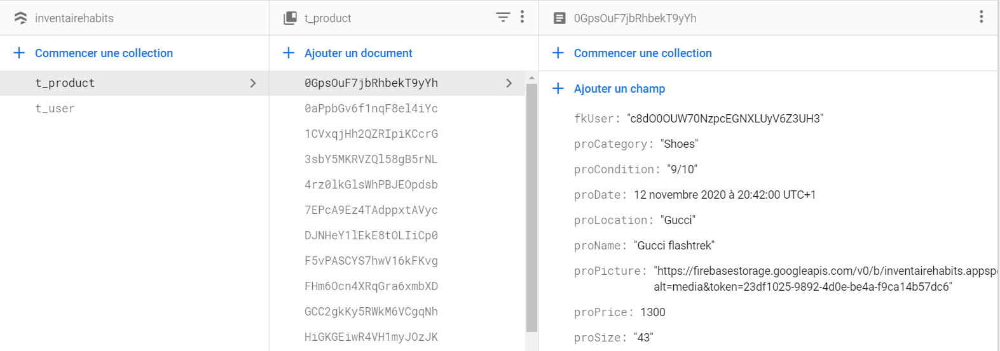 inventairehabits
t_product
0GpsOuF7jbRhbekT9yYh
Commencer une collection
Ajouter un document
Commencer une collection
t_product
t_user
0GpsOuF7jbRhbekT9yYh
0aPpbGv6f1nqF8el4iYc
1CVxqjHh2QZRIpiKCcrG
3sbY5MKRVZQl58gB5rNL
4rz0lkGlsWhPBJEOpdsb
7EPcA9Ez4TAdppxtAVyc
DJNHeY1lEkE8tOLIiCp0
F5vPASCYS7hwV16kFKvg
FHm6Ocn4XRqGra6xmbXD
GCC2gkKy5RWkM6VCgqNh
HiGKGEiwR4VH1myJOzJK
Ajouter un champ
fkUser: "c8dO0OUW70NzpcEGNXLUyV6Z3UH3"
proCategory: "Shoes"
proCondition: "9/10"
proDate: 12 novembre 2020 à 20:42:00 UTC+1
proLocation: "Gucci"
proName: "Gucci flashtrek"
proPicture: "https://firebasestorage.googleapis.com/v0/b/inventairehabits.appsp
alt=media&token=23df1025-9892-4d0e-be4a-f9ca14b57dc6"
proPrice: 1300
proSize: "43"